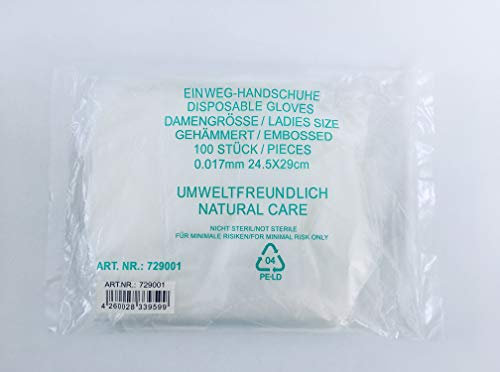 EINWEG-HANDSCHUHE
DISPOSABLE GLOVES
DAMENGRÖSSE / LADIES SIZE
GEHÄMMERT / EMBOSSED
100 STÜCK / PIECES
0.017mm 24.5X29cm
UMWELTFREUNDLICH
NATURAL CARE
NICHT STERIL/NOT STERILE
FÜR MINIMALE RISIKEN/FOR MINIMAL RISK ONLY
04
PE-LD
ART. NR.: 729001
ART.NR.: 729001
4 260028 339599